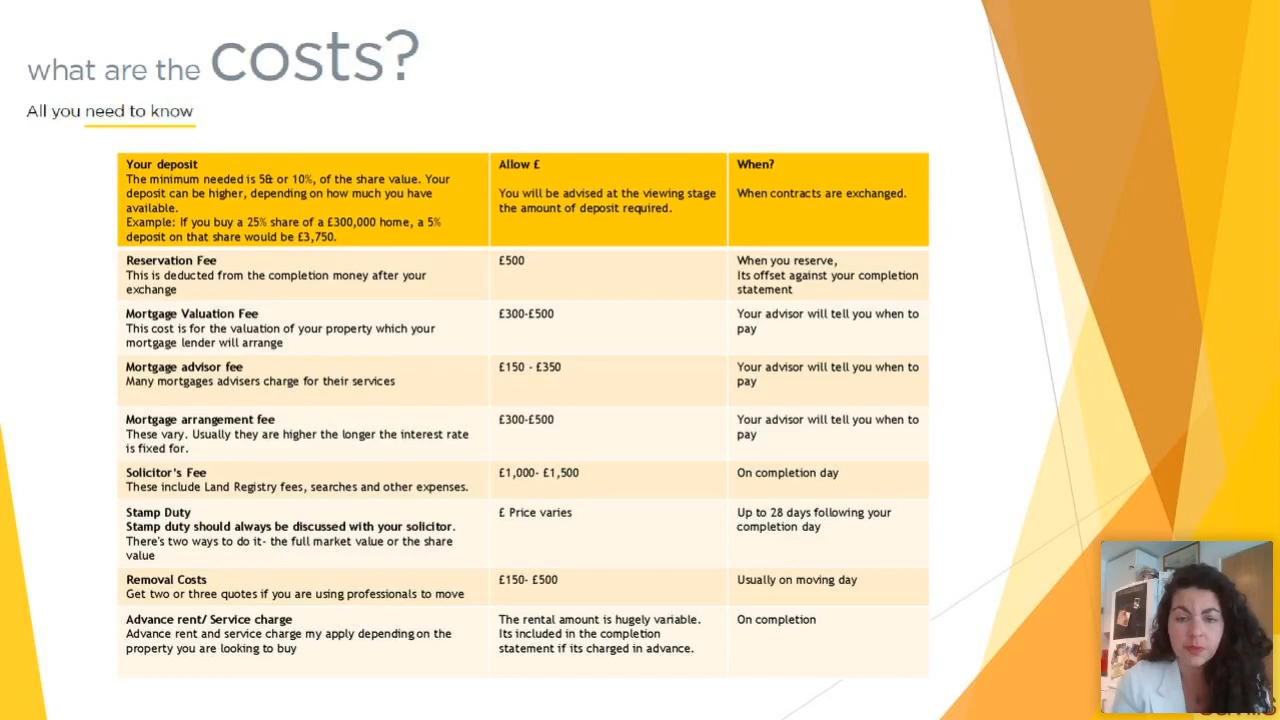 what are the costs?
All you need to know
Your deposit
The minimum needed is 5& or 10%, of the share value. Your
deposit can be higher, depending on how much you have
available.
Example: If you buy a 25% share of a £300,000 home, a 5%
deposit on that share would be £3,750.
Allow £
You will be advised at the viewing stage
the amount of deposit required.
When?
When contracts are exchanged.
Reservation Fee
This is deducted from the completion money after your
exchange
£500
When you reserve,
Its offset against your completion
statement
Mortgage Valuation Fee
This cost is for the valuation of your property which your
mortgage lender will arrange
£300-£500
Your advisor will tell you when to
pay
Mortgage advisor fee
Many mortgages advisers charge for their services
£150 - £350
Your advisor will tell you when to
pay
Mortgage arrangement fee
These vary. Usually they are higher the longer the interest rate
is fixed for.
£300-£500
Your advisor will tell you when to
pay
Solicitor's Fee
These include Land Registry fees, searches and other expenses.
£1,000- £1,500
On completion day
Stamp Duty
Stamp duty should always be discussed with your solicitor.
There's two ways to do it- the full market value or the share
value
£ Price varies
Up to 28 days following your
completion day
Removal Costs
Get two or three quotes if you are using professionals to move
£150- £500
Usually on moving day
Advance rent/ Service charge
Advance rent and service charge my apply depending on the
property you are looking to buy
The rental amount is hugely variable.
Its included in the completion
statement if its charged in advance.
On completion